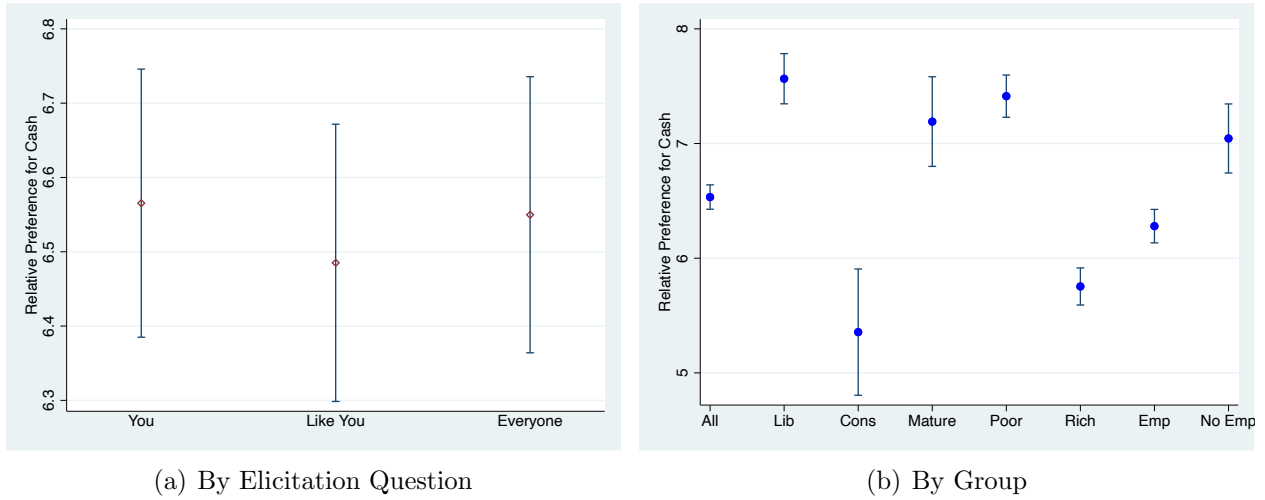 Relative Preference for Cash
6.8
6.7
6.6
6.5
6.4
6.3
You Like You Everyone
(a) By Elicitation Question
Relative Preference for Cash
8
7
6
5
All Lib Cons Mature Poor Rich Emp No Emp
(b) By Group